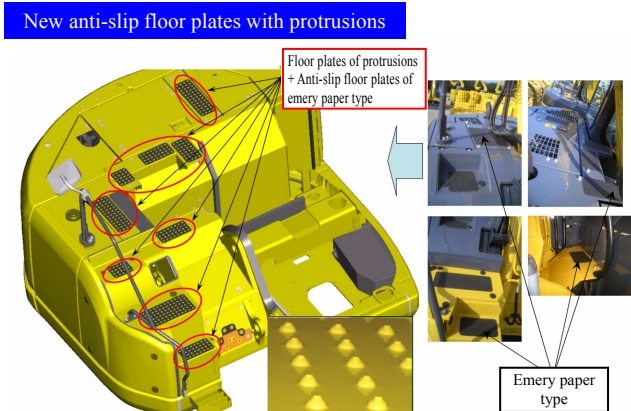 New anti-slip floor plates with protrusions
Floor plates of protrusions
+ Anti-slip floor plates of
emery paper type
Emery paper
type